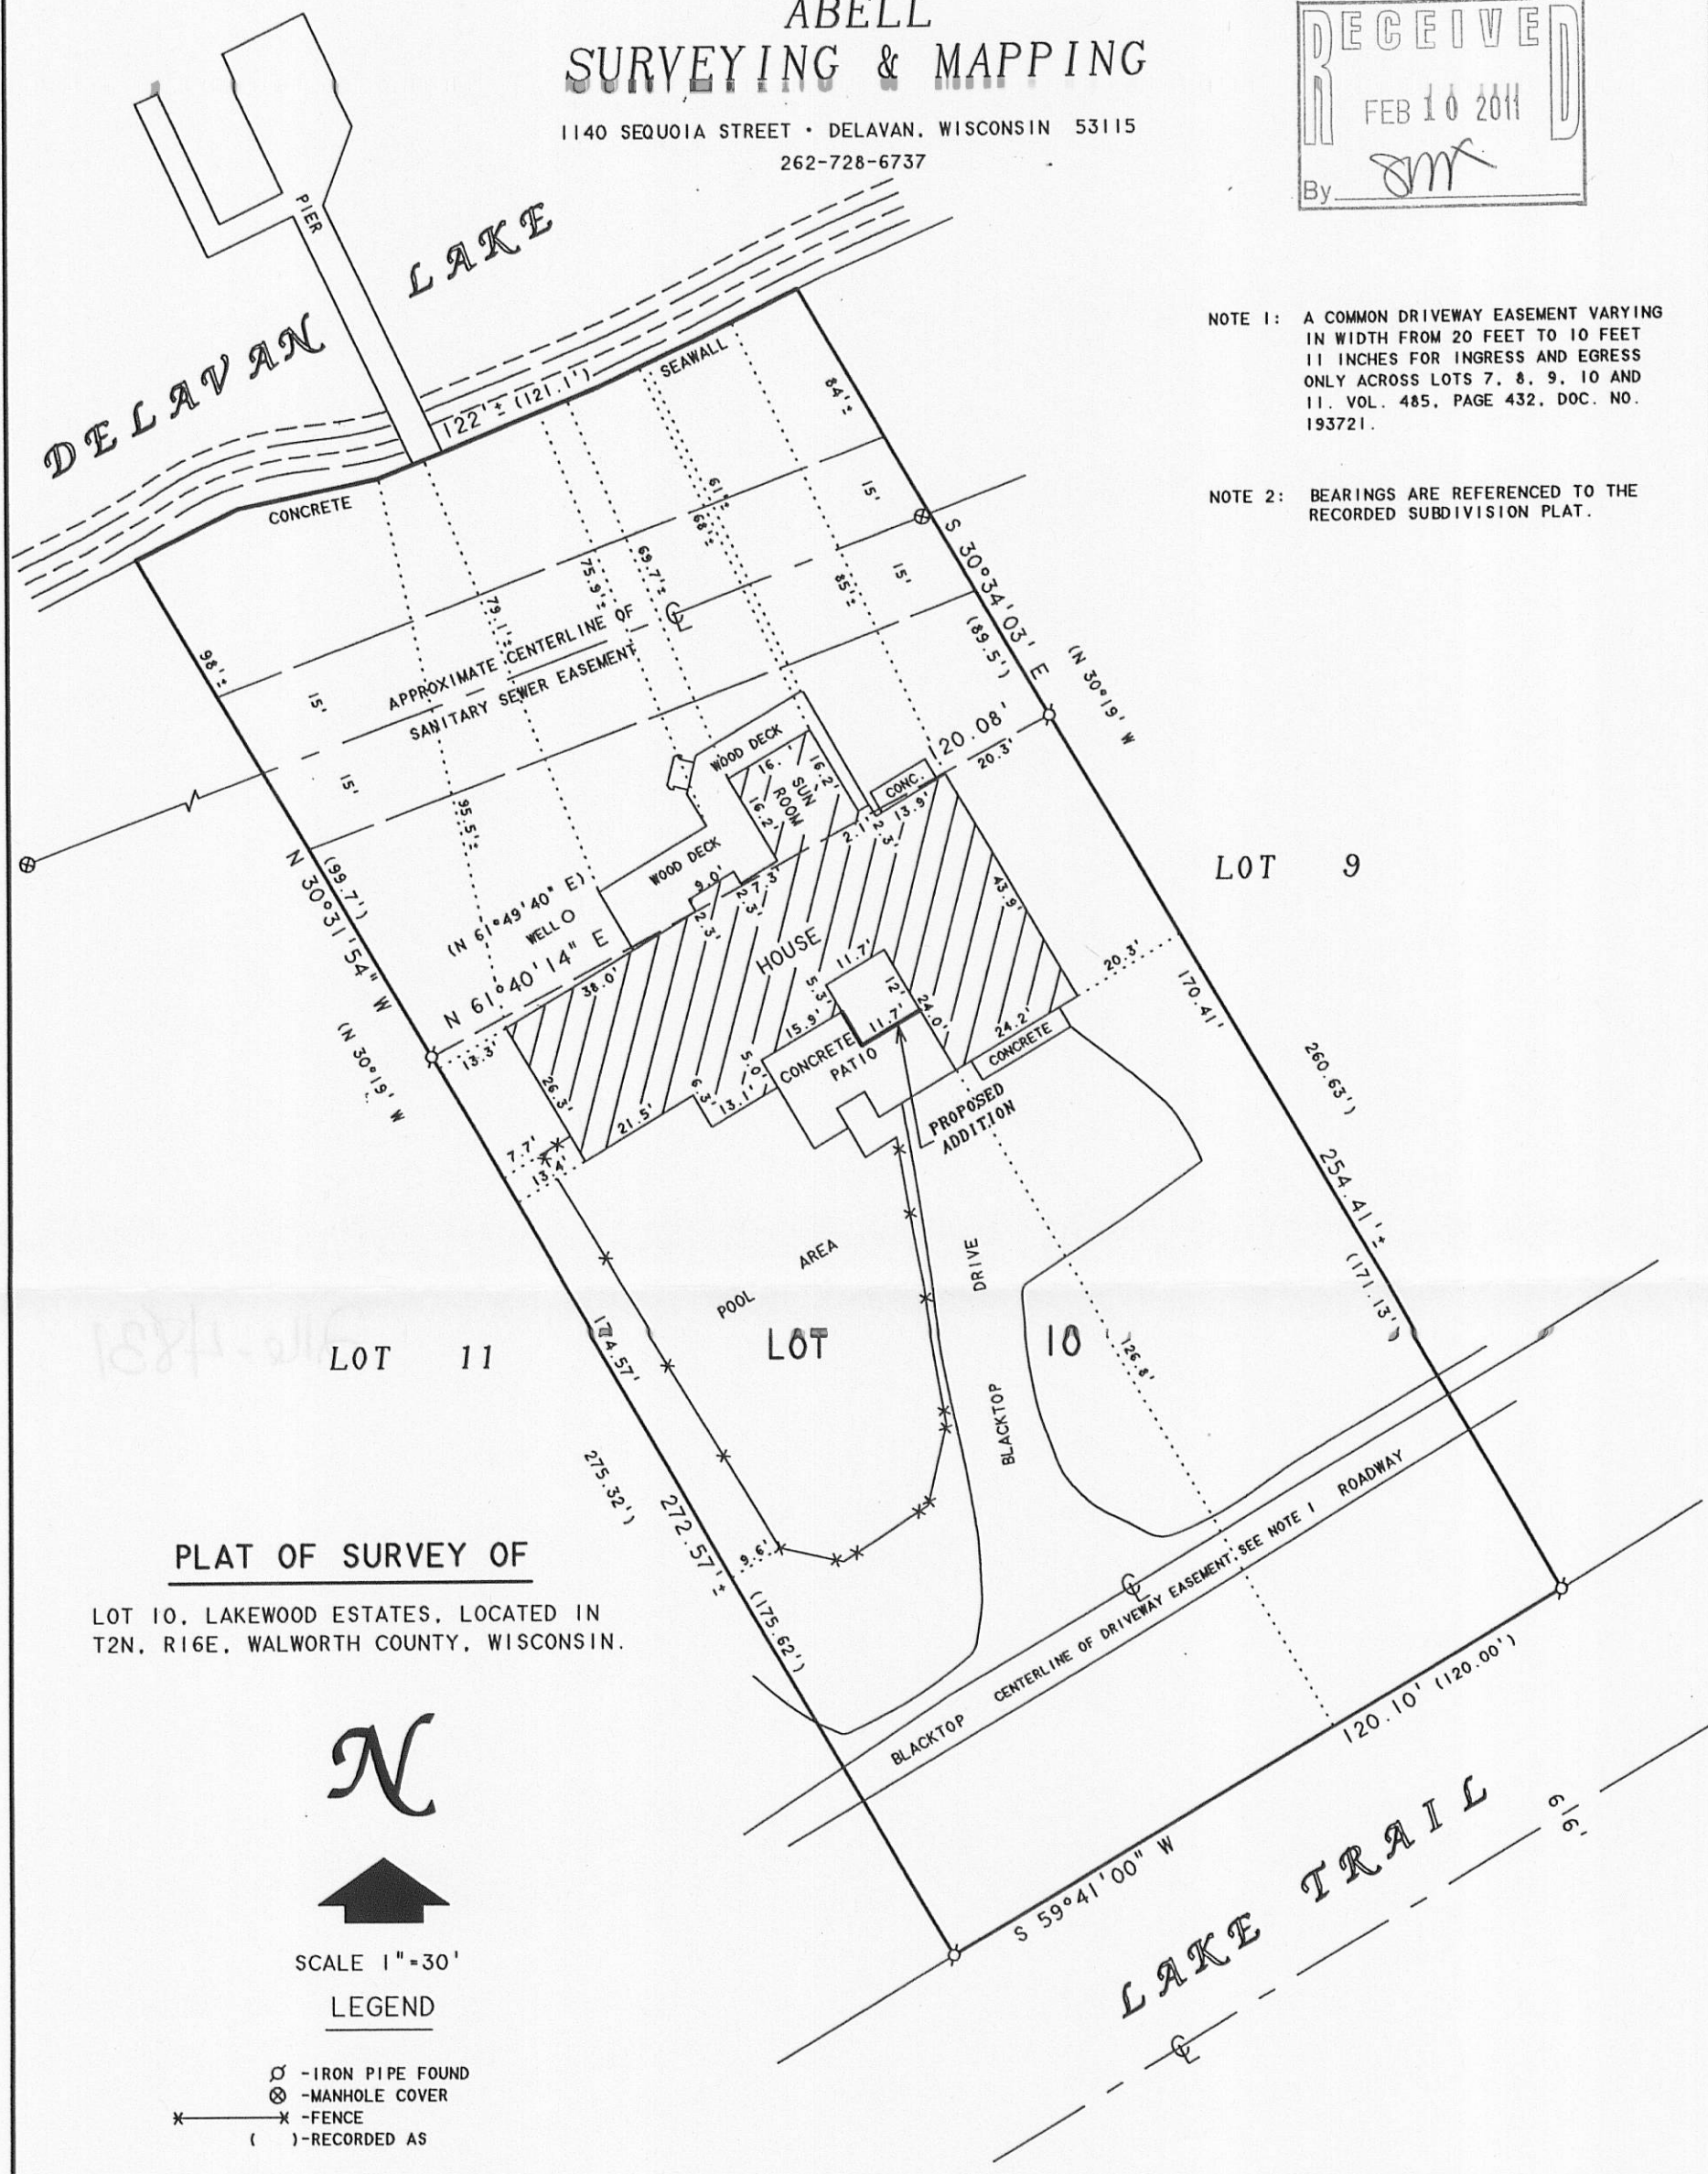 ABELL
SURVEYING & MAPPING
1140 SEQUOIA STREET • DELAVAN, WISCONSIN 53115
262-728-6737
RECEIVED
FEB 10 2011
By
NOTE 1: A COMMON DRIVEWAY EASEMENT VARYING
IN WIDTH FROM 20 FEET TO 10 FEET
11 INCHES FOR INGRESS AND EGRESS
ONLY ACROSS LOTS 7, 8, 9, 10 AND
11. VOL. 485, PAGE 432, DOC. NO.
193721.
NOTE 2: BEARINGS ARE REFERENCED TO THE
RECORDED SUBDIVISION PLAT.
PIER
DELAVAN LAKE
122'± (121.1')
SEAWALL
CONCRETE
84'±
15'
15'
S 30°34'03' E
(89.5')
(N 30°19' W
98'±
15'
15'
61'±
68'±
69.7'±
75.9'±
79.1'±
85'±
95.5'±
APPROXIMATE CENTERLINE OF
SANITARY SEWER EASEMENT
℄
120.08'
20.3'
N 30°31'54" W
(99.7')
(N 30°19' W
(N 61°49'40" E)
WELL
N 61°40'14" E
WOOD DECK
16.'
16.2'
16.2'
SUN
ROOM
CONC.
13.9'
2.1'
2.3'
WOOD DECK
9.0'
2.3'
2.3'
27.3'
38.0'
HOUSE
43.9'
11.7'
5.3'
12'
11.7'
24.0'
24.2'
CONCRETE
15.9'
5.0'
CONCRETE
PATIO
13.1'
6.3'
21.5'
26.3'
13.3'
7.7'
13.4'
20.3'
PROPOSED
ADDITION
LOT 9
170.41'
260.63')
254.41'±
(171.13')
POOL AREA
BLACKTOP DRIVE
LOT 10
126.8'
LOT 11
174.57'
275.32')
272.57'±
(175.62')
9.6'
BLACKTOP ROADWAY
CENTERLINE OF DRIVEWAY EASEMENT, SEE NOTE 1
℄
120.10' (120.00')
S 59°41'00" W
LAKE TRAIL
℄
PLAT OF SURVEY OF
LOT 10, LAKEWOOD ESTATES, LOCATED IN
T2N, R16E, WALWORTH COUNTY, WISCONSIN.
N
SCALE 1"=30'
LEGEND
-IRON PIPE FOUND
-MANHOLE COVER
-FENCE
( )-RECORDED AS